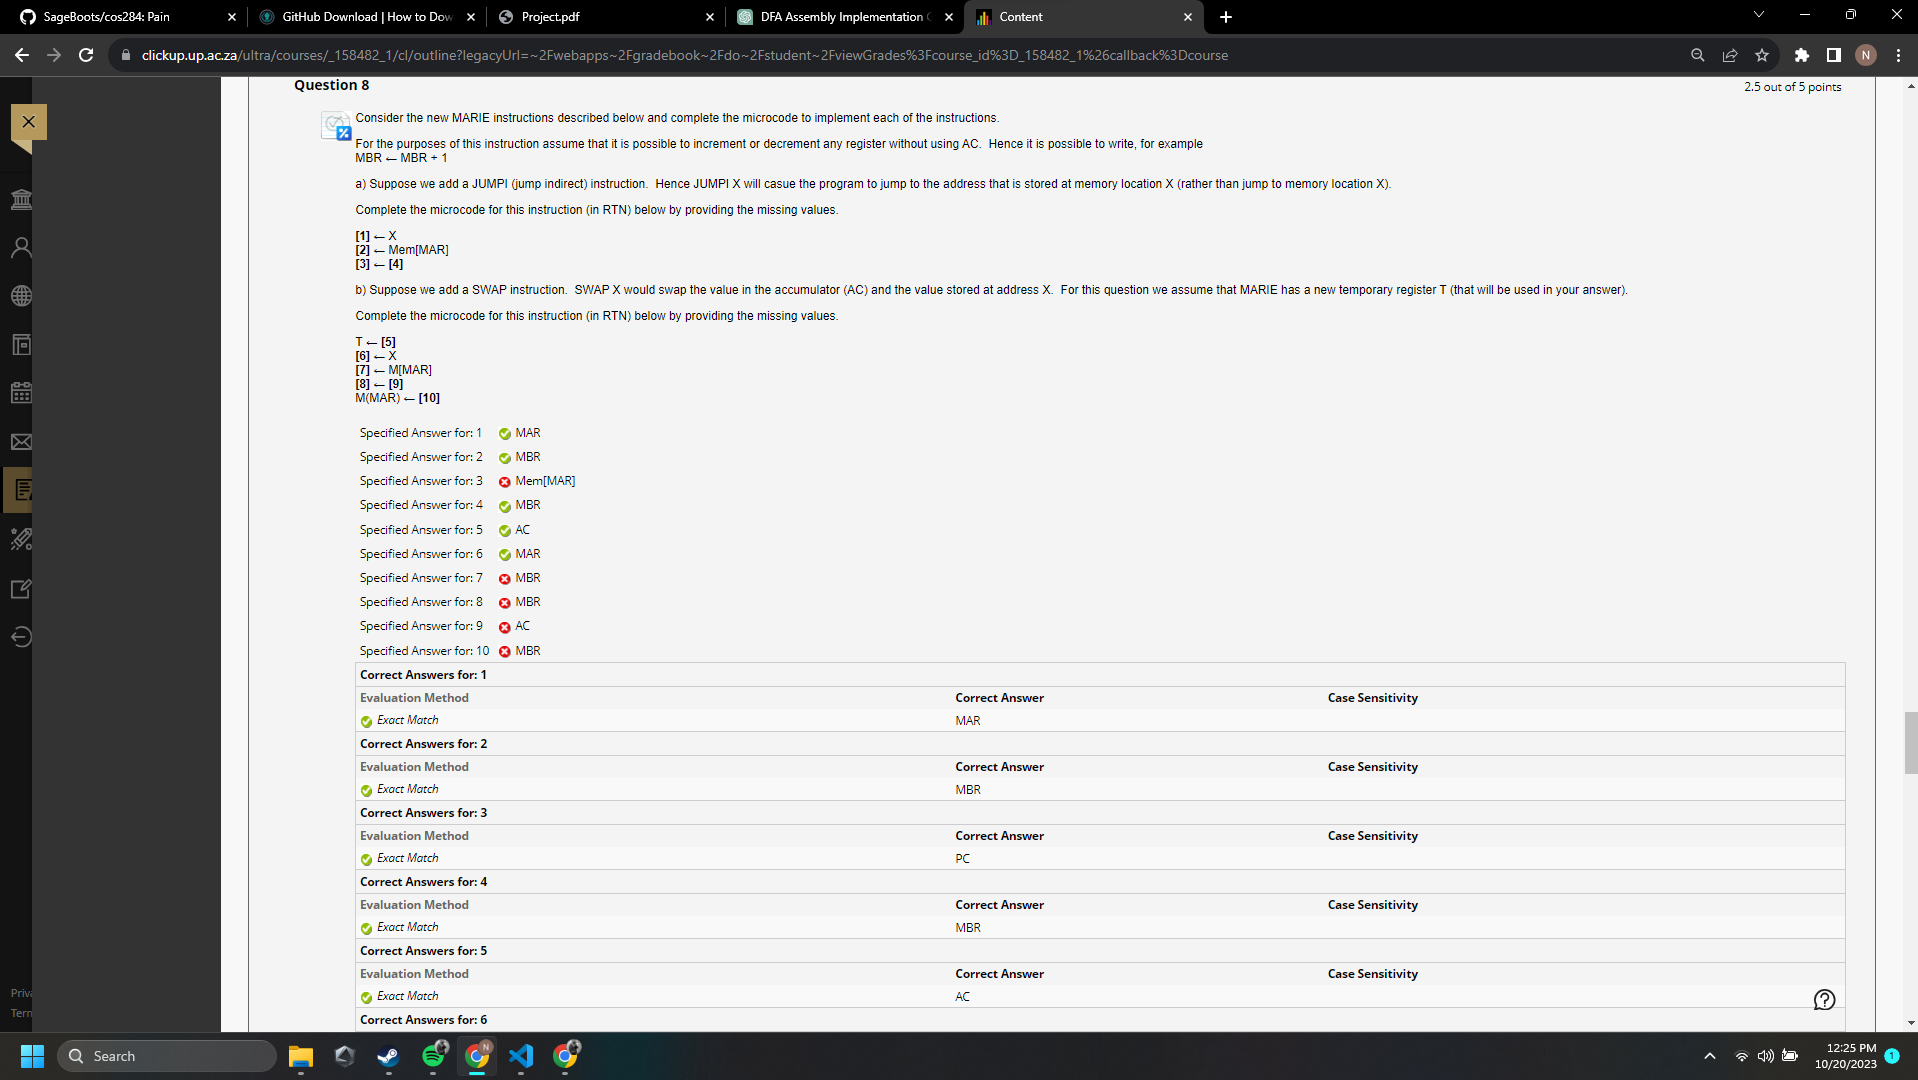 SageBoots/cos284: Pain
GitHub Download | How to Dow
Project.pdf
DFA Assembly Implementation
Content
clickup.up.ac.za/ultra/courses/_158482_1/cl/outline?legacyUrl=~2Fwebapps~2Fgradebook~2Fdo~2Fstudent~2FviewGrades%3Fcourse_id%3D_158482_1%26callback%3Dcourse
N
Question 8
2.5 out of 5 points
Consider the new MARIE instructions described below and complete the microcode to implement each of the instructions.
For the purposes of this instruction assume that it is possible to increment or decrement any register without using AC. Hence it is possible to write, for example
MBR ← MBR + 1
a) Suppose we add a JUMPI (jump indirect) instruction. Hence JUMPI X will casue the program to jump to the address that is stored at memory location X (rather than jump to memory location X).
Complete the microcode for this instruction (in RTN) below by providing the missing values.
[1] ← X
[2] ← Mem[MAR]
[3] ← [4]
b) Suppose we add a SWAP instruction. SWAP X would swap the value in the accumulator (AC) and the value stored at address X. For this question we assume that MARIE has a new temporary register T (that will be used in your answer).
Complete the microcode for this instruction (in RTN) below by providing the missing values.
T ← [5]
[6] ← X
[7] ← M[MAR]
[8] ← [9]
M(MAR) ← [10]
Specified Answer for: 1 MAR
Specified Answer for: 2 MBR
Specified Answer for: 3 Mem[MAR]
Specified Answer for: 4 MBR
Specified Answer for: 5 AC
Specified Answer for: 6 MAR
Specified Answer for: 7 MBR
Specified Answer for: 8 MBR
Specified Answer for: 9 AC
Specified Answer for: 10 MBR
Correct Answers for: 1
Evaluation Method Correct Answer Case Sensitivity
Exact Match MAR
Correct Answers for: 2
Evaluation Method Correct Answer Case Sensitivity
Exact Match MBR
Correct Answers for: 3
Evaluation Method Correct Answer Case Sensitivity
Exact Match PC
Correct Answers for: 4
Evaluation Method Correct Answer Case Sensitivity
Exact Match MBR
Correct Answers for: 5
Evaluation Method Correct Answer Case Sensitivity
Exact Match AC
Correct Answers for: 6
Priva
Term
Search
12:25 PM
10/20/2023
1